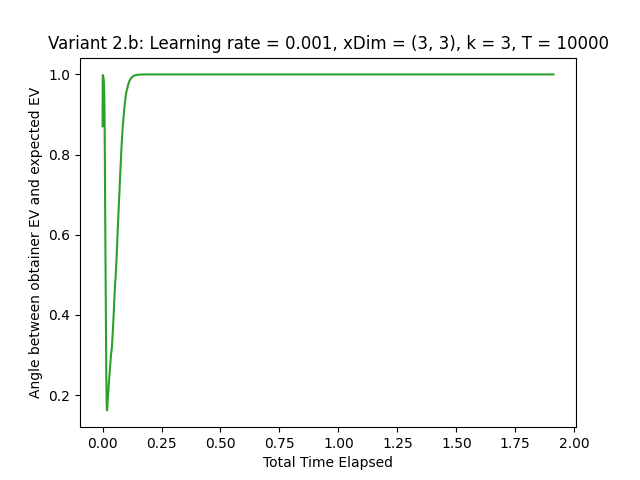 Variant 2.b: Learning rate = 0.001, xDim = (3, 3), k = 3, T = 10000
Angle between obtainer EV and expected EV
1.0
0.8
0.6
0.4
0.2
0.00 0.25 0.50 0.75 1.00 1.25 1.50 1.75 2.00
Total Time Elapsed